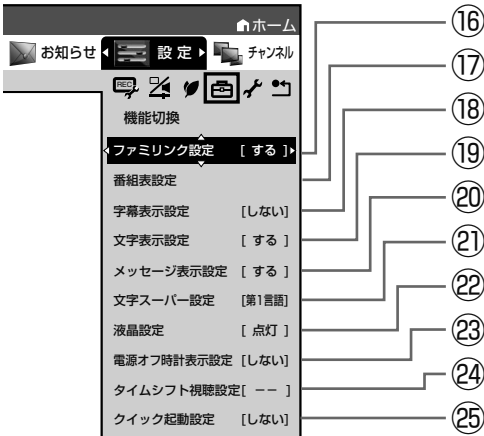 ホーム
お知らせ 設定 チャンネル
REC
機能切換
ファミリンク設定 [ する ]
番組表設定
字幕表示設定 [しない]
文字表示設定 [ する ]
メッセージ表示設定 [ する ]
文字スーパー設定 [第1言語]
液晶設定 [ 点灯 ]
電源オフ時計表示設定 [しない]
タイムシフト視聴設定[ −− ]
クイック起動設定 [しない]
⑯
⑰
⑱
⑲
⑳
㉑
㉒
㉓
㉔
㉕